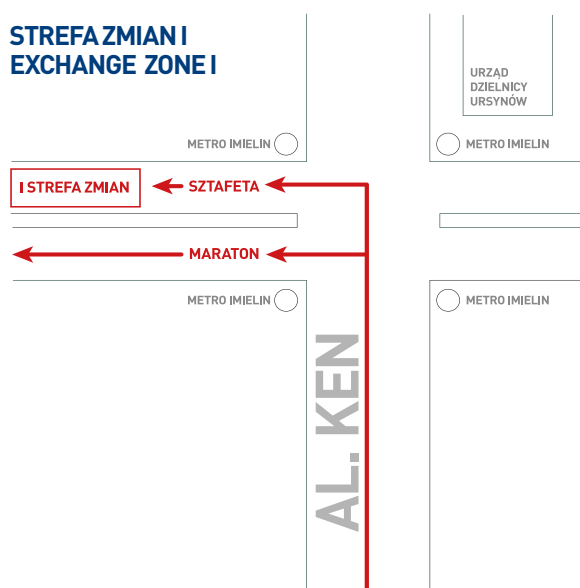 STREFA ZMIAN I
EXCHANGE ZONE I
URZĄD
DZIELNICY
URSYNÓW
METRO IMIELIN
METRO IMIELIN
I STREFA ZMIAN
SZTAFETA
MARATON
METRO IMIELIN
METRO IMIELIN
AL. KEN